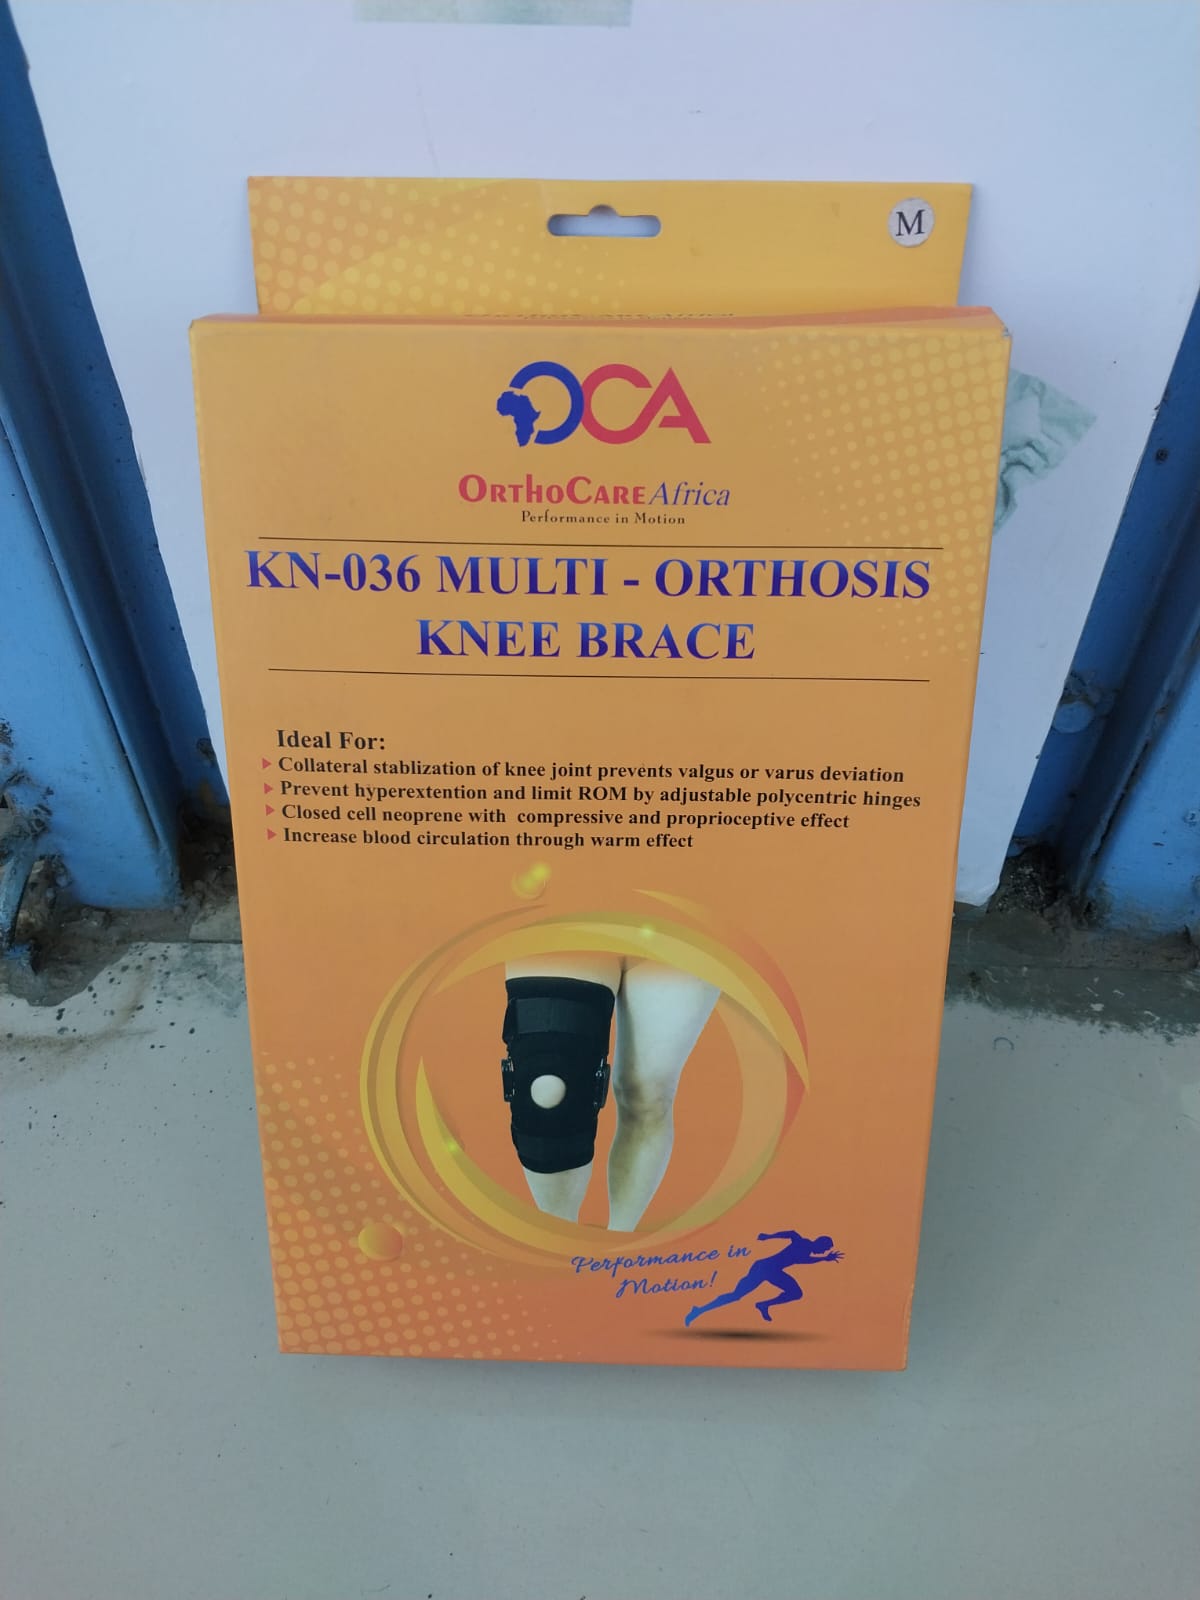 M
OCA
ORTHOCARE Africa
Performance in Motion
KN-036 MULTI - ORTHOSIS
KNEE BRACE
Ideal For:
Collateral stablization of knee joint prevents valgus or varus deviation
Prevent hyperextention and limit ROM by adjustable polycentric hinges
Closed cell neoprene with compressive and proprioceptive effect
Increase blood circulation through warm effect
Performance in
Motion!